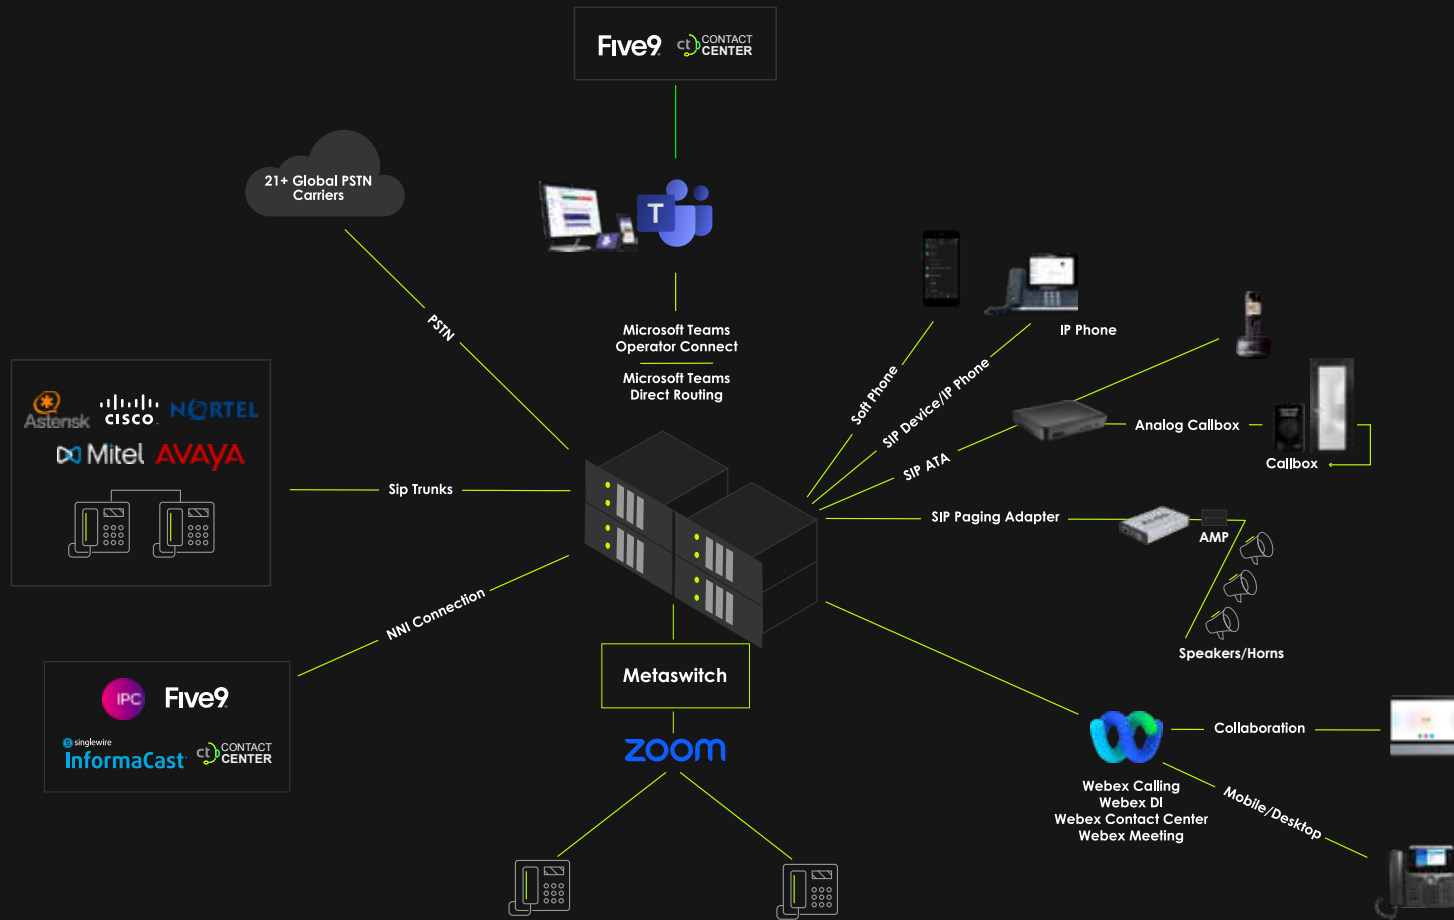 Five9
ct CONTACT
CENTER
21+ Global PSTN
Carriers
T
PSTN
Microsoft Teams
Operator Connect
Microsoft Teams
Direct Routing
Soft Phone
SIP Device/IP Phone
IP Phone
SIP ATA
Analog Callbox
Callbox
SIP Paging Adapter
AMP
Speakers/Horns
Asterisk
CISCO
NORTEL
Mitel
AVAYA
Sip Trunks
NNI Connection
IPC
Five9
singlewire
InformaCast
ct CONTACT
CENTER
Metaswitch
zoom
Webex Calling
Webex DI
Webex Contact Center
Webex Meeting
Collaboration
Mobile/Desktop